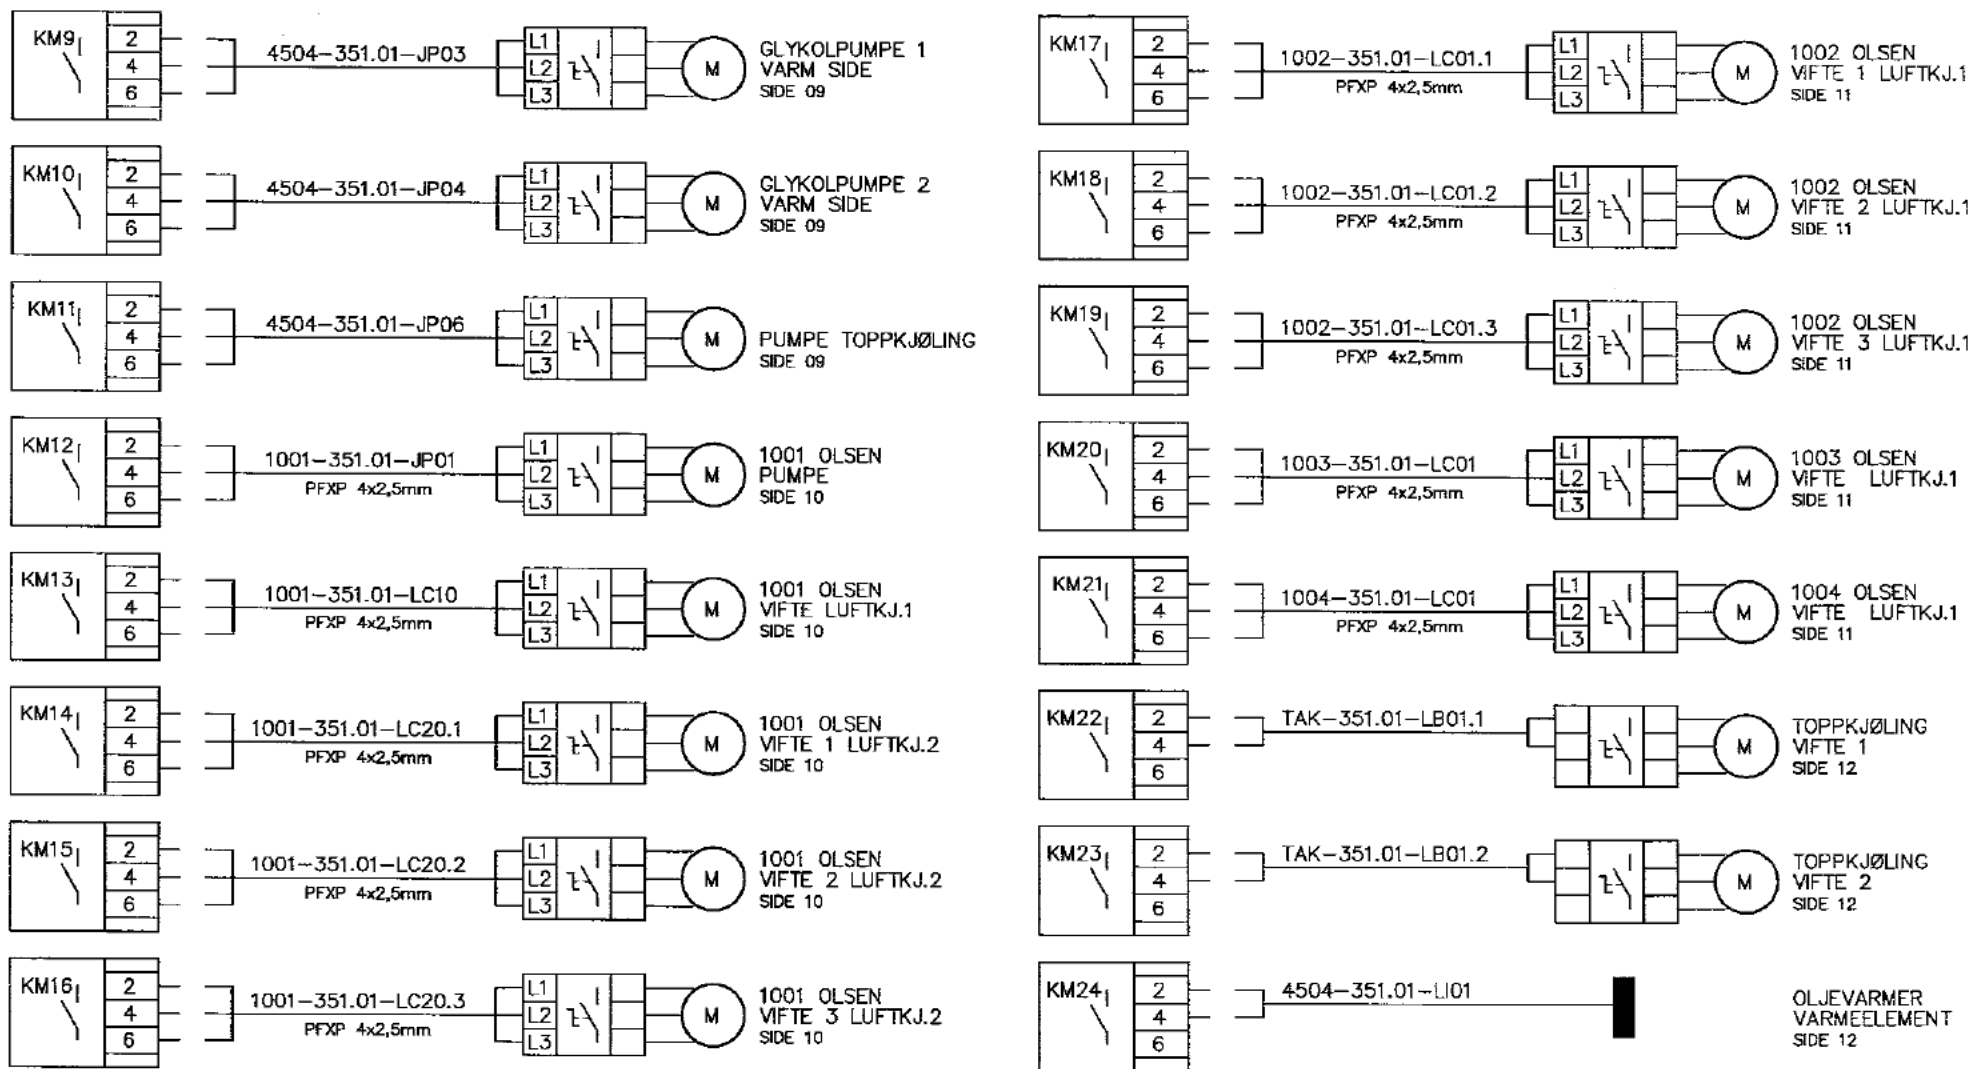 KM9
2
4
6
4504-351.01-JP03
L1
L2
L3
M
GLYKOLPUMPE 1
VARM SIDE
SIDE 09
KM10
2
4
6
4504-351.01-JP04
L1
L2
L3
M
GLYKOLPUMPE 2
VARM SIDE
SIDE 09
KM11
2
4
6
4504-351.01-JP06
L1
L2
L3
M
PUMPE TOPPKJØLING
SIDE 09
KM12
2
4
6
1001-351.01-JP01
PFXP 4x2,5mm
L1
L2
L3
M
1001 OLSEN
PUMPE
SIDE 10
KM13
2
4
6
1001-351.01-LC10
PFXP 4x2,5mm
L1
L2
L3
M
1001 OLSEN
VIFTE LUFTKJ.1
SIDE 10
KM14
2
4
6
1001-351.01-LC20.1
PFXP 4x2,5mm
L1
L2
L3
M
1001 OLSEN
VIFTE 1 LUFTKJ.2
SIDE 10
KM15
2
4
6
1001-351.01-LC20.2
PFXP 4x2,5mm
L1
L2
L3
M
1001 OLSEN
VIFTE 2 LUFTKJ.2
SIDE 10
KM16
2
4
6
1001-351.01-LC20.3
PFXP 4x2,5mm
L1
L2
L3
M
1001 OLSEN
VIFTE 3 LUFTKJ.2
SIDE 10
KM17
2
4
6
1002-351.01-LC01.1
PFXP 4x2,5mm
L1
L2
L3
M
1002 OLSEN
VIFTE 1 LUFTKJ.1
SIDE 11
KM18
2
4
6
1002-351.01-LC01.2
PFXP 4x2,5mm
L1
L2
L3
M
1002 OLSEN
VIFTE 2 LUFTKJ.1
SIDE 11
KM19
2
4
6
1002-351.01-LC01.3
PFXP 4x2,5mm
L1
L2
L3
M
1002 OLSEN
VIFTE 3 LUFTKJ.1
SIDE 11
KM20
2
4
6
1003-351.01-LC01
PFXP 4x2,5mm
L1
L2
L3
M
1003 OLSEN
VIFTE LUFTKJ.1
SIDE 11
KM21
2
4
6
1004-351.01-LC01
PFXP 4x2,5mm
L1
L2
L3
M
1004 OLSEN
VIFTE LUFTKJ.1
SIDE 11
KM22
2
4
6
TAK-351.01-LB01.1
M
TOPPKJØLING
VIFTE 1
SIDE 12
KM23
2
4
6
TAK-351.01-LB01.2
M
TOPPKJØLING
VIFTE 2
SIDE 12
KM24
2
4
6
4504-351.01-LI01
OLJEVARMER
VARMEELEMENT
SIDE 12